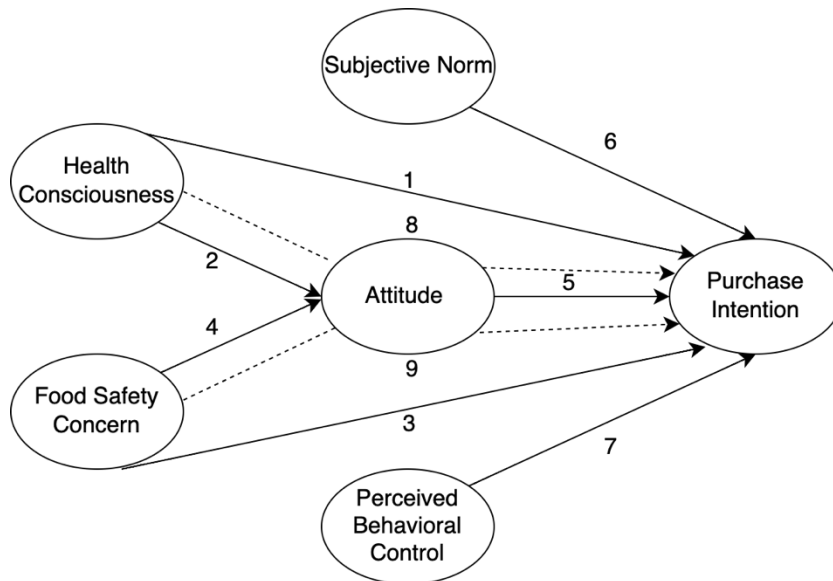 Subjective Norm
6
Health
Consciousness
1
8
2
Attitude
5
Purchase
Intention
4
9
Food Safety
Concern
3
7
Perceived
Behavioral
Control